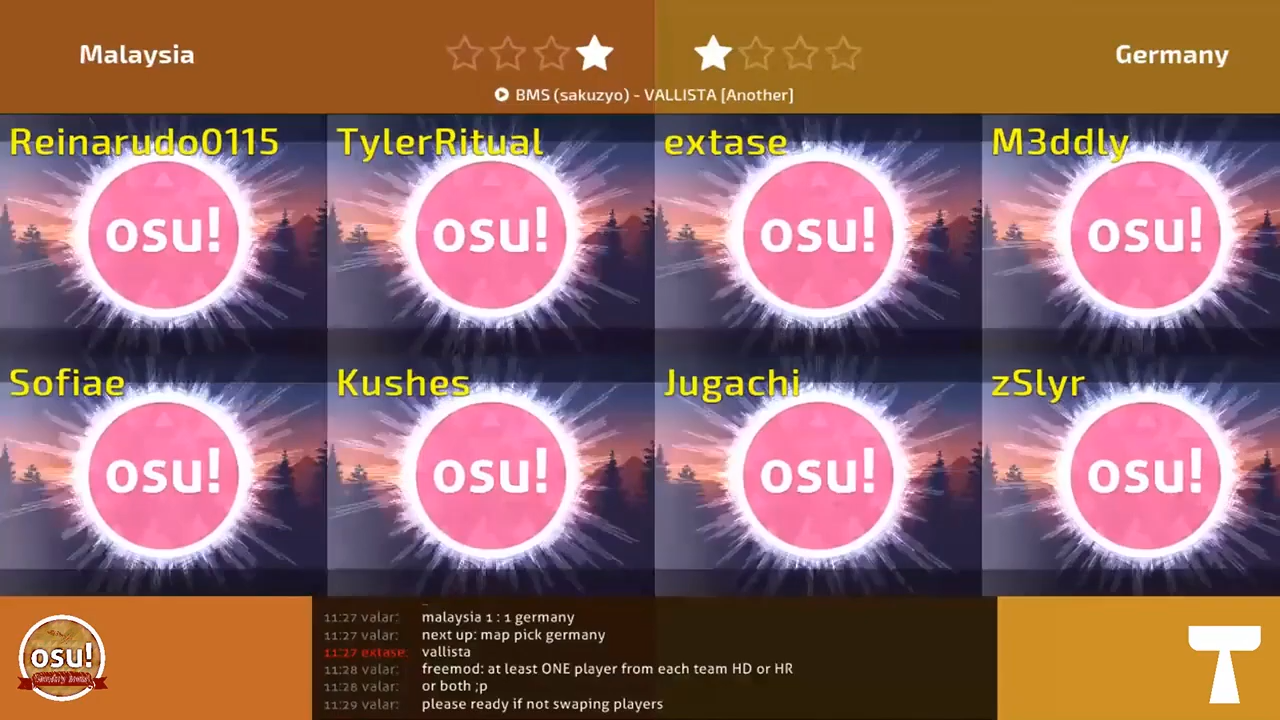 Malaysia
Germany
BMS (sakuzyo) - VALLISTA [Another]
Reinarudo0115
TylerRitual
extase
M3ddly
osu!
osu!
osu!
osu!
Sofiae
Kushes
Jugachi
zSlyr
osu!
osu!
osu!
osu!
11:27 valar: malaysia 1 : 1 germany
11:27 valar: next up: map pick germany
11:27 extase: vallista
11:28 valar: freemod: at least ONE player from each team HD or HR
11:28 valar: or both ;p
11:29 valar: please ready if not swaping players
osu!
T